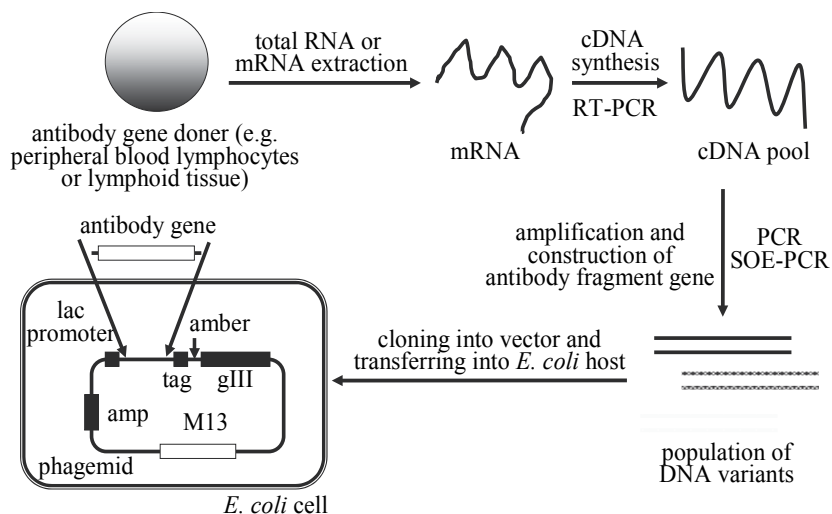 total RNA or
mRNA extraction
cDNA
synthesis
RT-PCR
antibody gene doner (e.g.
peripheral blood lymphocytes
or lymphoid tissue)
mRNA
cDNA pool
antibody gene
amplification and
construction of
antibody fragment gene
PCR
SOE-PCR
lac
promoter
amber
tag
gIII
amp
M13
phagemid
E. coli cell
cloning into vector and
transferring into E. coli host
population of
DNA variants